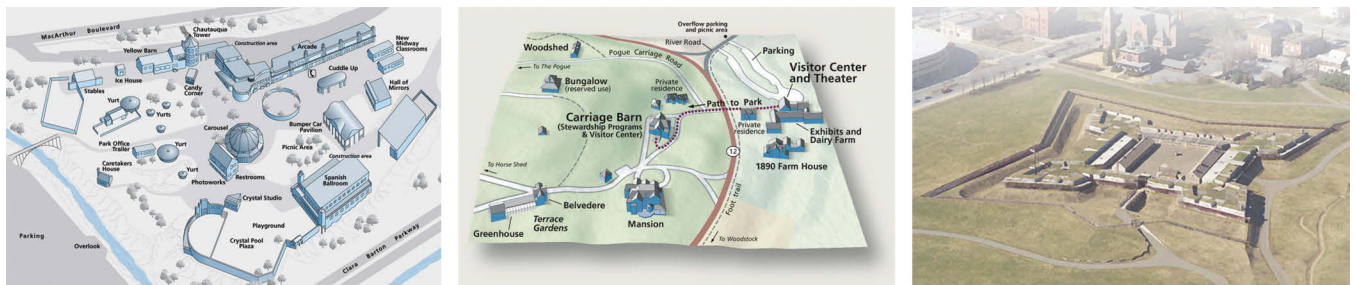 MacArthur Boulevard
Chautauqua
Tower
Yellow Barn
Construction area
Arcade
New
Midway
Classrooms
Ice House
Candy
Corner
Cuddle Up
Stables
Hall of
Mirrors
Yurt
Yurts
Carousel
Bumper Car
Pavilion
Park Office
Trailer
Yurt
Picnic Area
Construction area
Caretakers
House
Yurt
Photoworks
Restrooms
Spanish
Ballroom
Crystal Studio
Parking
Overlook
Playground
Crystal Pool
Plaza
Clara Barton Parkway
Overflow parking
and picnic area
Woodshed
River Road
Parking
To The Pogue
Pogue Carriage Road
Visitor Center
and Theater
Bungalow
(reserved use)
Private
residence
Path to Park
Carriage Barn
(Stewardship Programs
& Visitor Center)
Private
residence
Exhibits and
Dairy Farm
12
1890 Farm House
To Horse Shed
Foot trail
Belvedere
Terrace
Gardens
Mansion
Greenhouse
To Woodstock